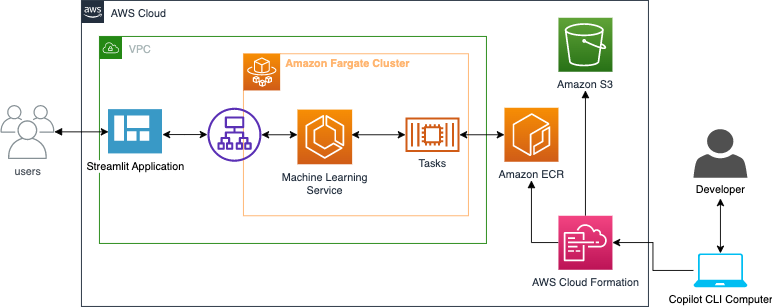 aws
AWS Cloud
VPC
Amazon Fargate Cluster
Amazon S3
users
Streamlit Application
Machine Learning
Service
Tasks
Amazon ECR
Developer
AWS Cloud Formation
Copilot CLI Computer